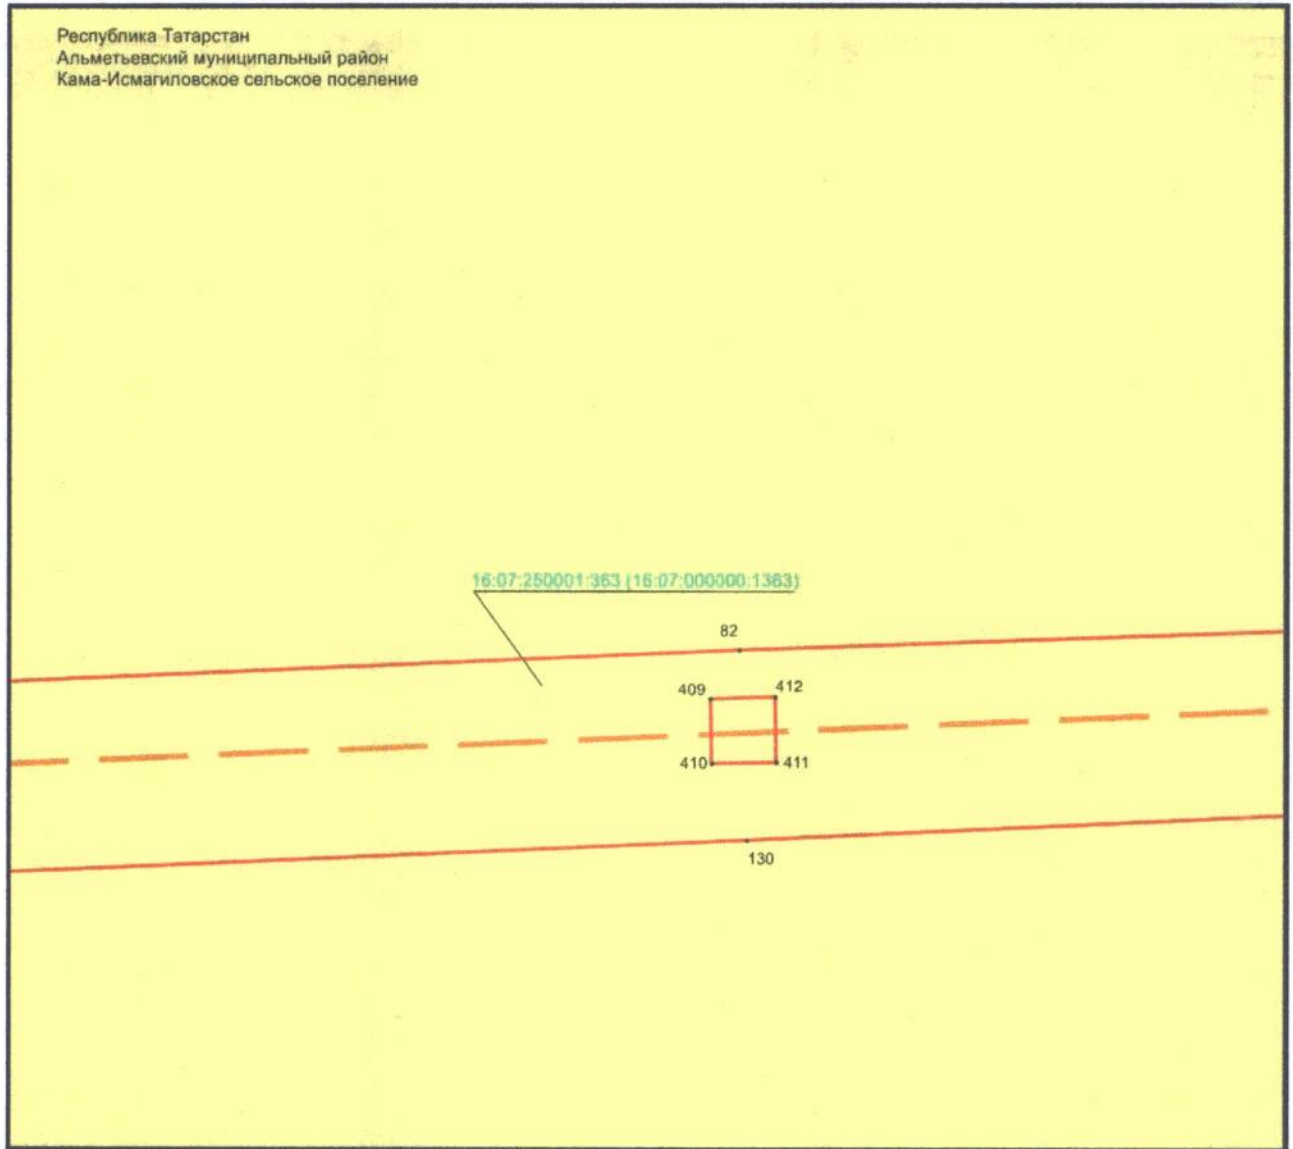 Республика Татарстан
Альметьевский муниципальный район
Кама-Исмагиловское сельское поселение
16:07:250001:363 (16:07:000000:1363)
82
409 412
410 411
130